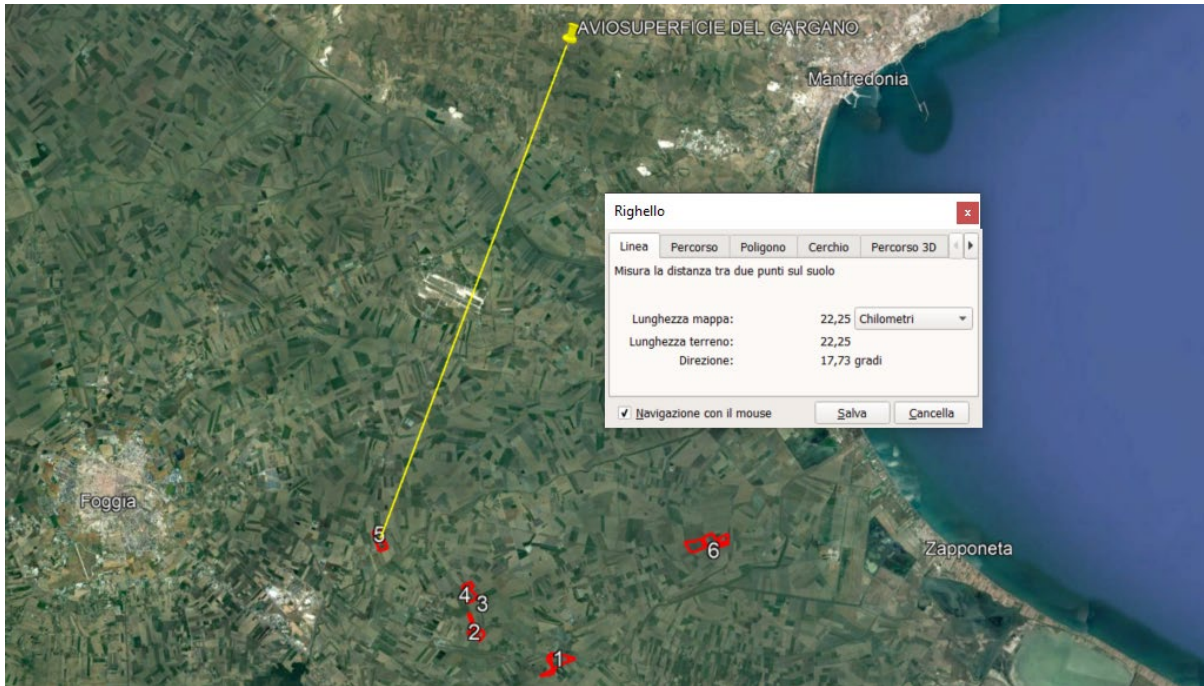 AVIOSUPERFICIE DEL GARGANO
Manfredonia
Righello
x
Linea Percorso Poligono Cerchio Percorso 3D
Misura la distanza tra due punti sul suolo
Lunghezza mappa: 22,25 Chilometri
Lunghezza terreno: 22,25
Direzione: 17,73 gradi
Navigazione con il mouse Salva Cancella
Foggia
5
6
Zapponeta
4
3
2
1